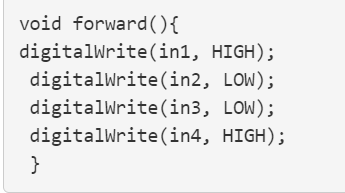 void forward(){
digitalWrite(in1, HIGH);
digitalWrite(in2, LOW);
digitalWrite(in3, LOW);
digitalWrite(in4, HIGH);
}